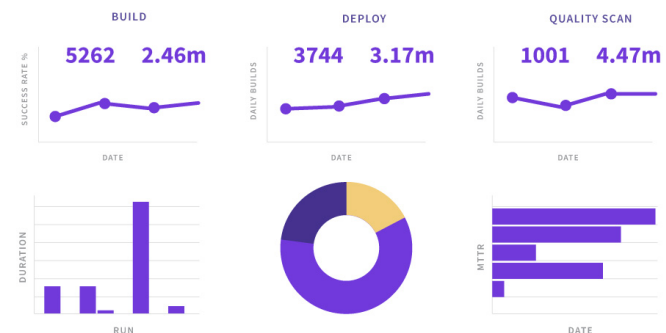 BUILD
5262 2.46m
SUCCESS RATE %
DATE
DEPLOY
3744 3.17m
DAILY BUILDS
DATE
QUALITY SCAN
1001 4.47m
DAILY BUILDS
DATE
DURATION
RUN
MTTR
DATE